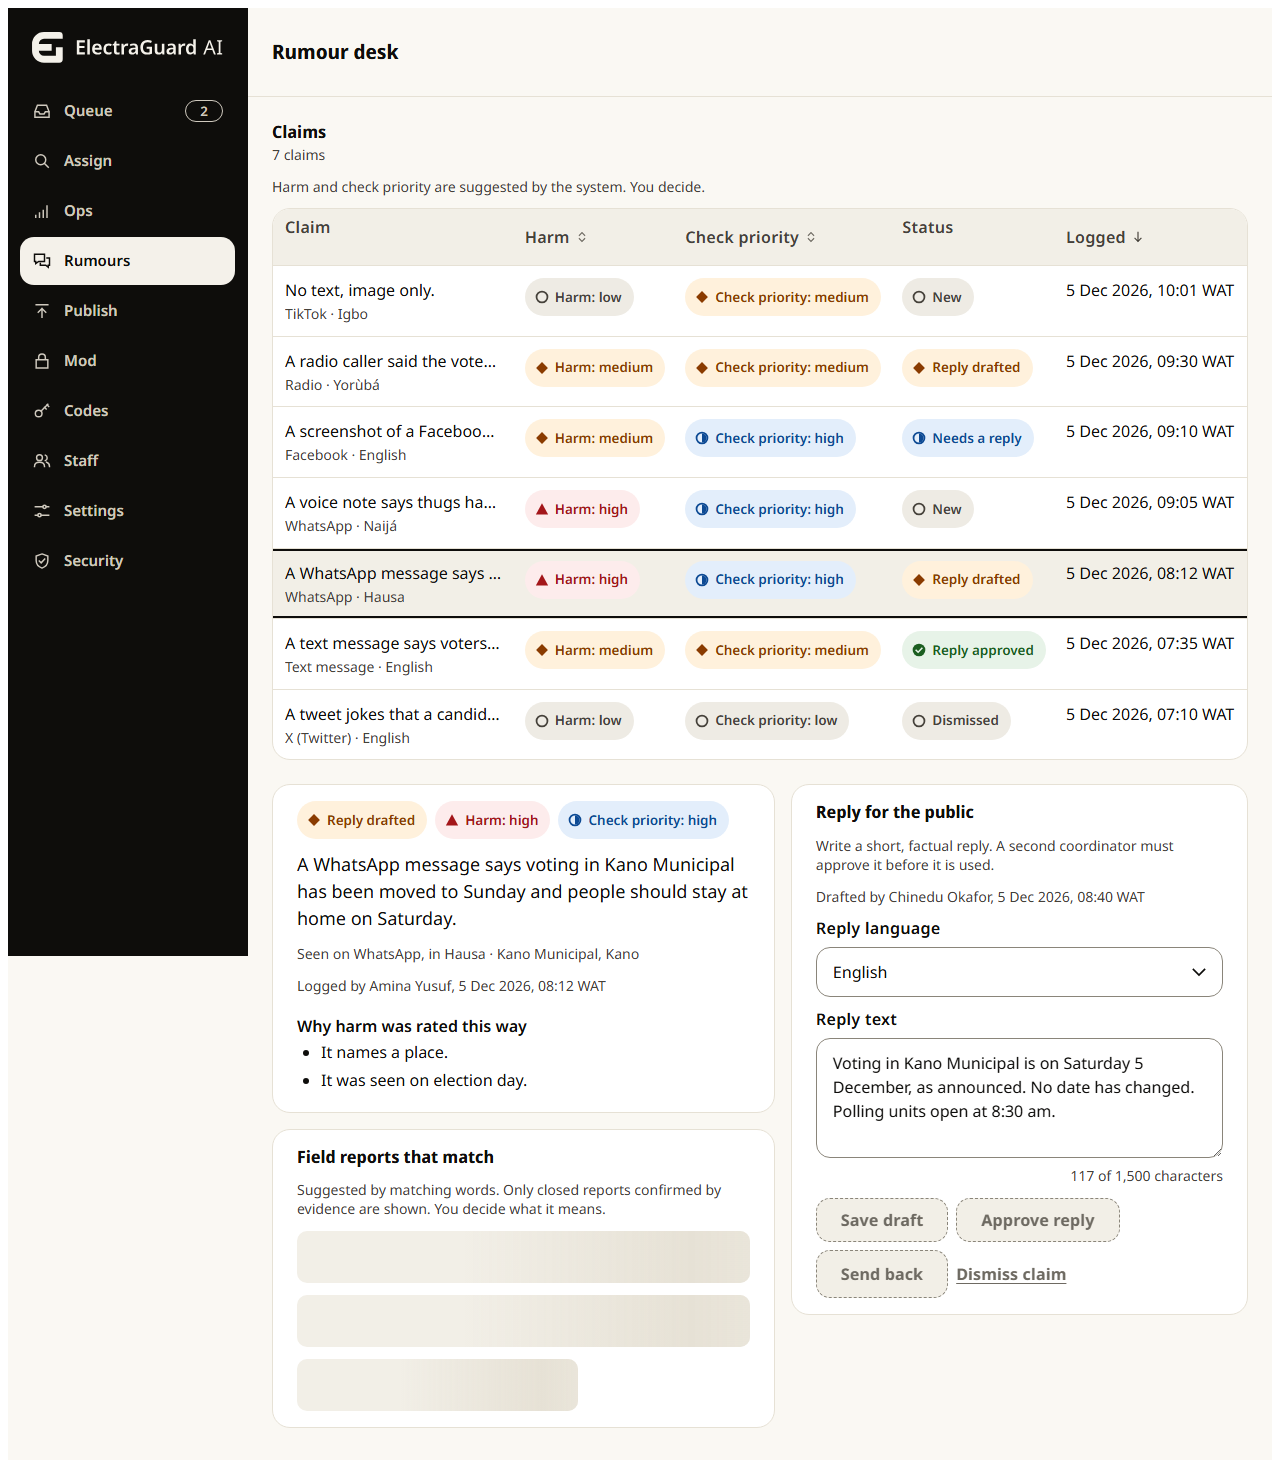 ElectraGuard AI
Queue 2
Assign
Ops
Rumours
Publish
Mod
Codes
Staff
Settings
Security
Rumour desk
Claims
7 claims
Harm and check priority are suggested by the system. You decide.
Claim Harm Check priority Status Logged
No text, image only. Harm: low Check priority: medium New 5 Dec 2026, 10:01 WAT
TikTok · Igbo
A radio caller said the vote... Harm: medium Check priority: medium Reply drafted 5 Dec 2026, 09:30 WAT
Radio · Yorùbá
A screenshot of a Faceboo... Harm: medium Check priority: high Needs a reply 5 Dec 2026, 09:10 WAT
Facebook · English
A voice note says thugs ha... Harm: high Check priority: high New 5 Dec 2026, 09:05 WAT
WhatsApp · Naijá
A WhatsApp message says ... Harm: high Check priority: high Reply drafted 5 Dec 2026, 08:12 WAT
WhatsApp · Hausa
A text message says voters... Harm: medium Check priority: medium Reply approved 5 Dec 2026, 07:35 WAT
Text message · English
A tweet jokes that a candid... Harm: low Check priority: low Dismissed 5 Dec 2026, 07:10 WAT
X (Twitter) · English
Reply drafted Harm: high Check priority: high
A WhatsApp message says voting in Kano Municipal
has been moved to Sunday and people should stay at
home on Saturday.
Seen on WhatsApp, in Hausa · Kano Municipal, Kano
Logged by Amina Yusuf, 5 Dec 2026, 08:12 WAT
Why harm was rated this way
• It names a place.
• It was seen on election day.
Field reports that match
Suggested by matching words. Only closed reports confirmed by
evidence are shown. You decide what it means.
Reply for the public
Write a short, factual reply. A second coordinator must
approve it before it is used.
Drafted by Chinedu Okafor, 5 Dec 2026, 08:40 WAT
Reply language
English
Reply text
Voting in Kano Municipal is on Saturday 5
December, as announced. No date has changed.
Polling units open at 8:30 am.
117 of 1,500 characters
Save draft Approve reply
Send back Dismiss claim